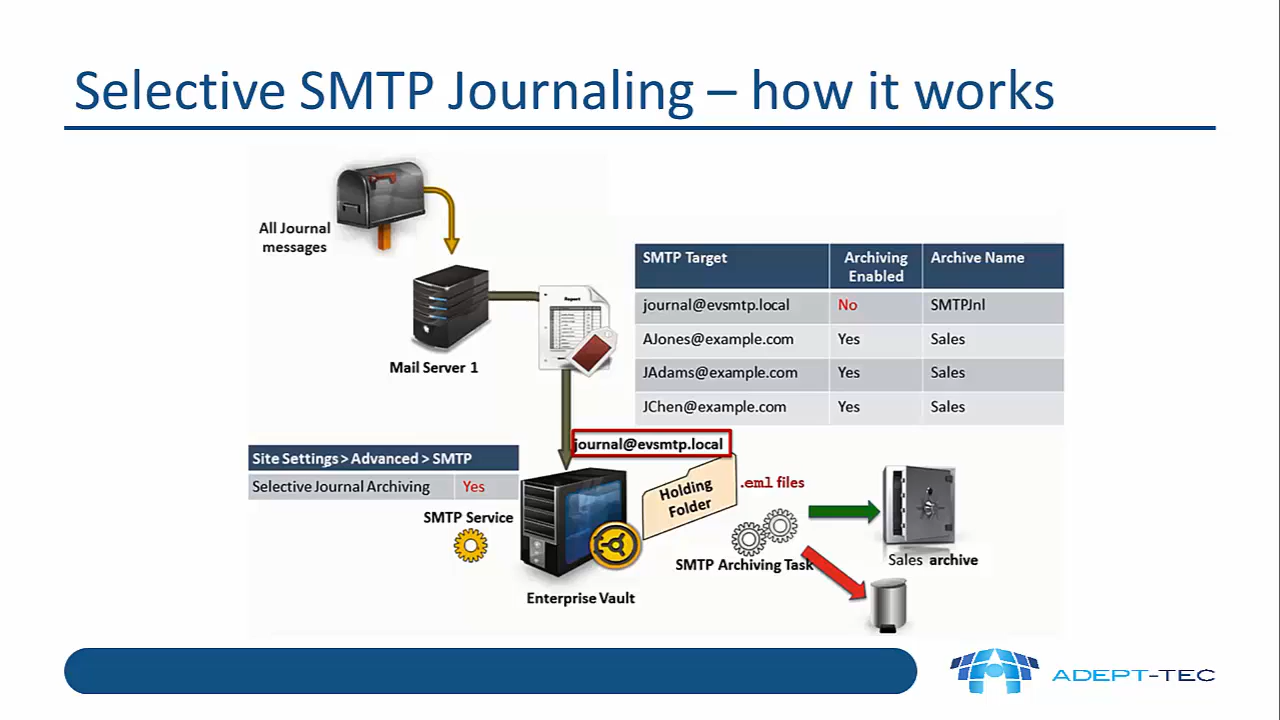 Selective SMTP Journaling – how it works
All Journal
messages
Mail Server 1
Report
SMTP Target Archiving Enabled Archive Name
journal@evsmtp.local No SMTPJnl
AJones@example.com Yes Sales
JAdams@example.com Yes Sales
JChen@example.com Yes Sales
journal@evsmtp.local
Site Settings > Advanced > SMTP
Selective Journal Archiving Yes
SMTP Service
Holding
Folder
.eml files
SMTP Archiving Task
Sales archive
Enterprise Vault
ADEPT-TEC